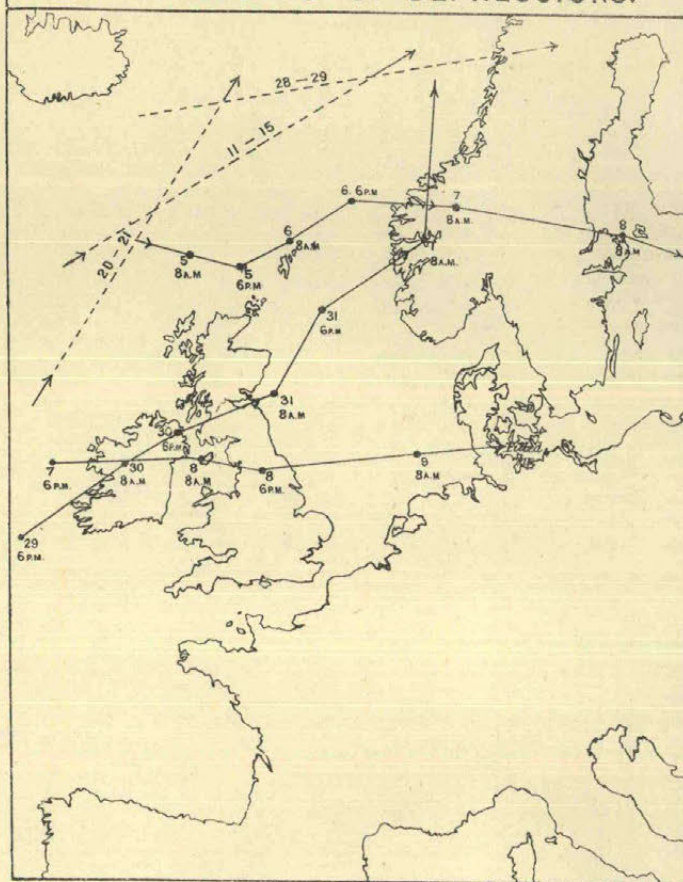 DEPRESSIONS.
28-29
11-15
20-21
5
8 A.M
5
6 P.M.
6
8 A.M
6. 6 P.M
7
8 A.M.
8
8 A.M
8 A.M.
31
6 P.M
31
8 A.M
30
6 P.M.
30
8 A.M
29
6 P.M.
7
6 P.M.
8
8 A.M
8
6 P.M.
9
8 A.M.